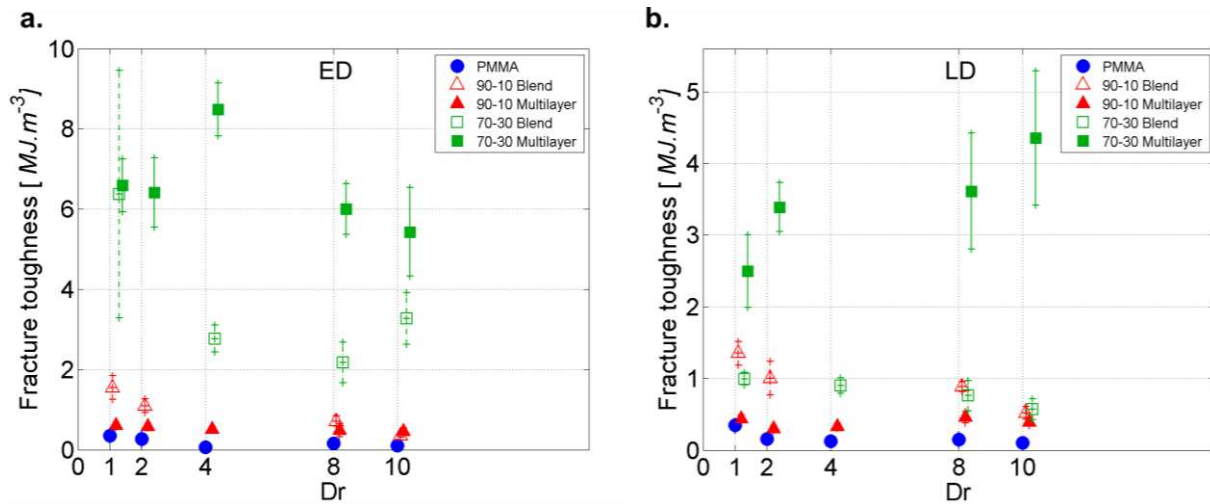 a.
Fracture toughness [ MJ.m⁻³]
10
8
6
4
2
0
ED
PMMA
90-10 Blend
90-10 Multilayer
70-30 Blend
70-30 Multilayer
0 1 2 4 8 10
Dr
b.
Fracture toughness [ MJ.m⁻³]
5
4
3
2
1
0
LD
PMMA
90-10 Blend
90-10 Multilayer
70-30 Blend
70-30 Multilayer
0 1 2 4 8 10
Dr